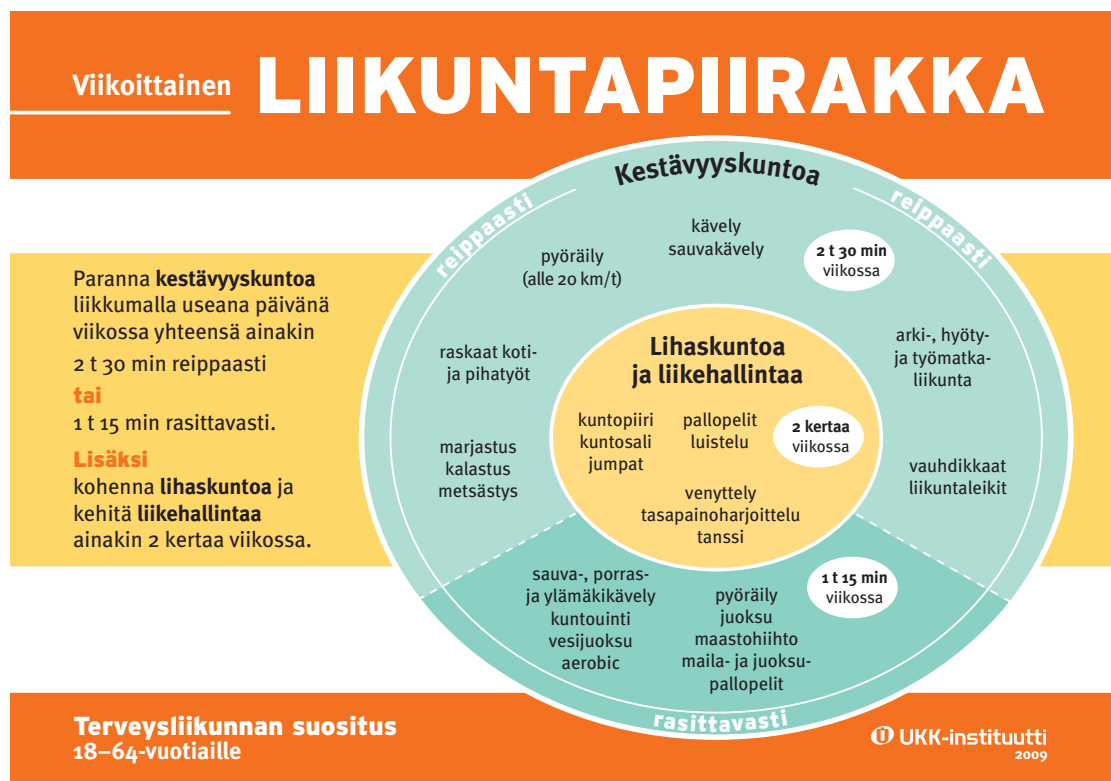 Viikoittainen LIIKUNTAPIIRAKKA
Paranna kestävyyskuntoa
liikkumalla useana päivänä
viikossa yhteensä ainakin
2 t 30 min reippaasti
tai
1 t 15 min rasittavasti.
Lisäksi
kohenna lihaskuntoa ja
kehitä liikehallintaa
ainakin 2 kertaa viikossa.
Kestävyyskuntoa
reippaasti
reippaasti
kävely
sauvakävely
2 t 30 min
viikossa
pyöräily
(alle 20 km/t)
raskaat koti-
ja pihatyöt
marjastus
kalastus
metsästys
arki-, hyöty-
ja työmatka-
liikunta
vauhdikkaat
liikuntaleikit
Lihaskuntoa
ja liikehallintaa
kuntopiiri
kuntosali
jumpat
pallopelit
luistelu
2 kertaa
viikossa
venyttely
tasapainoharjoittelu
tanssi
sauva-, porras-
ja ylämäkikävely
kuntouinti
vesijuoksu
aerobic
pyöräily
juoksu
maastohiihto
maila- ja juoksu-
pallopelit
1 t 15 min
viikossa
rasittavasti
Terveysliikunnan suositus
18–64-vuotiaille
UKK-instituutti
2009